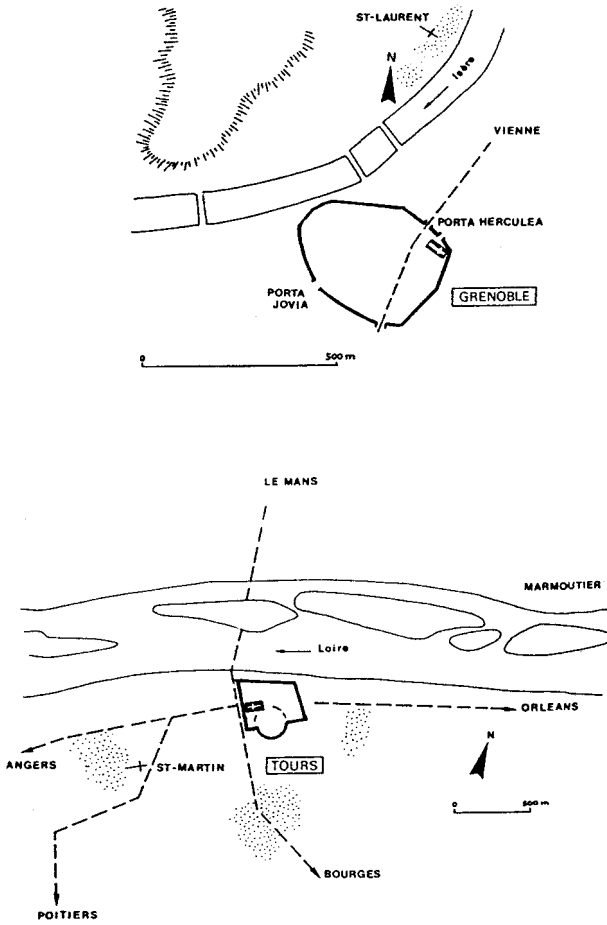 ST-LAURENT
N
Isère
VIENNE
PORTA HERCULEA
PORTA
JOVIA
GRENOBLE
0 500 m
LE MANS
MARMOUTIER
Loire
ORLEANS
ANGERS
ST-MARTIN
TOURS
N
0 500 m
BOURGES
POITIERS